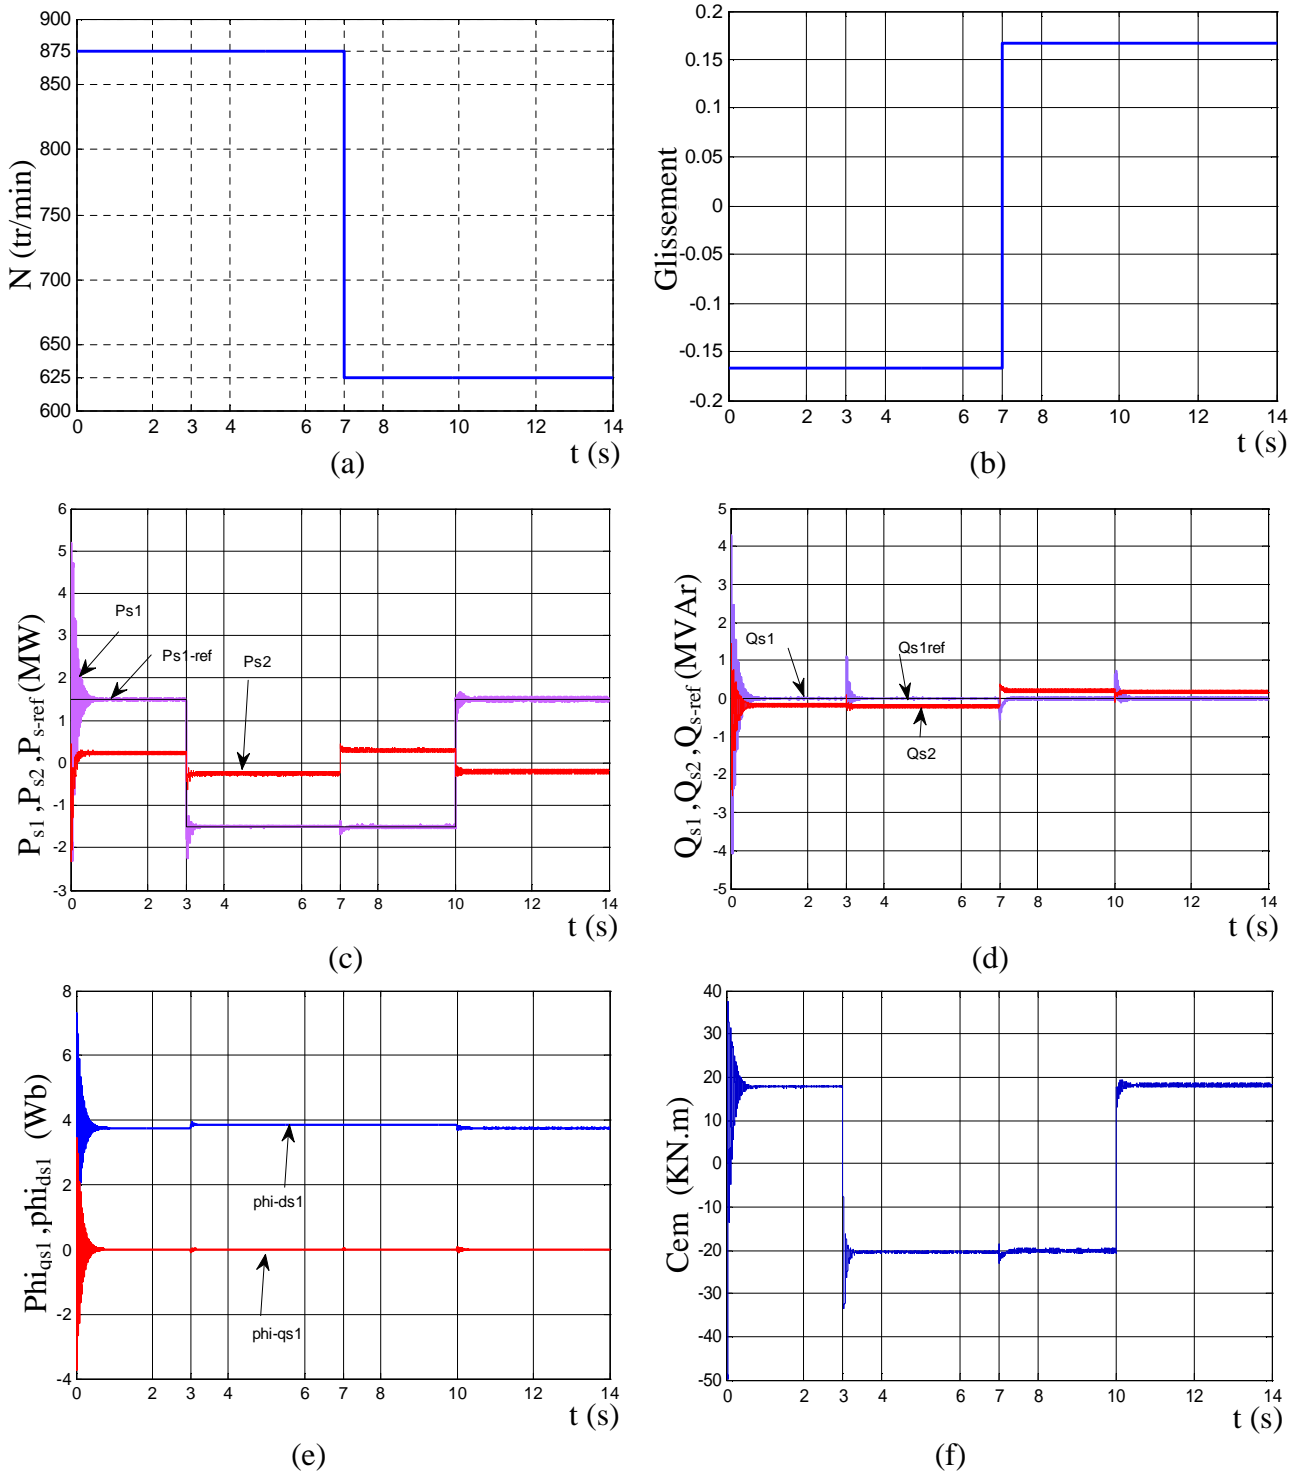 900
875
850
800
750
700
650
625
600
0 2 3 4 6 7 8 10 12 14
N (tr/min)
t (s)
(a)
0.2
0.15
0.1
0.05
0
-0.05
-0.1
-0.15
-0.2
0 2 3 4 6 7 8 10 12 14
Glissement
t (s)
(b)
6
5
4
3
2
1
0
-1
-2
-3
0 2 3 4 6 7 8 10 12 14
Ps1
Ps1-ref
Ps2
Ps1 ,Ps2 ,Ps-ref (MW)
t (s)
(c)
5
4
3
2
1
0
-1
-2
-3
-4
-5
0 2 3 4 6 7 8 10 12 14
Qs1
Qs1ref
Qs2
Qs1 ,Qs2 ,Qs-ref (MVAr)
t (s)
(d)
8
6
4
2
0
-2
-4
0 2 3 4 6 7 8 10 12 14
phi-ds1
phi-qs1
Phiqs1 ,phids1 (Wb)
t (s)
(e)
40
30
20
10
0
-10
-20
-30
-40
-50
0 2 3 4 6 7 8 10 12 14
Cem (KN.m)
t (s)
(f)